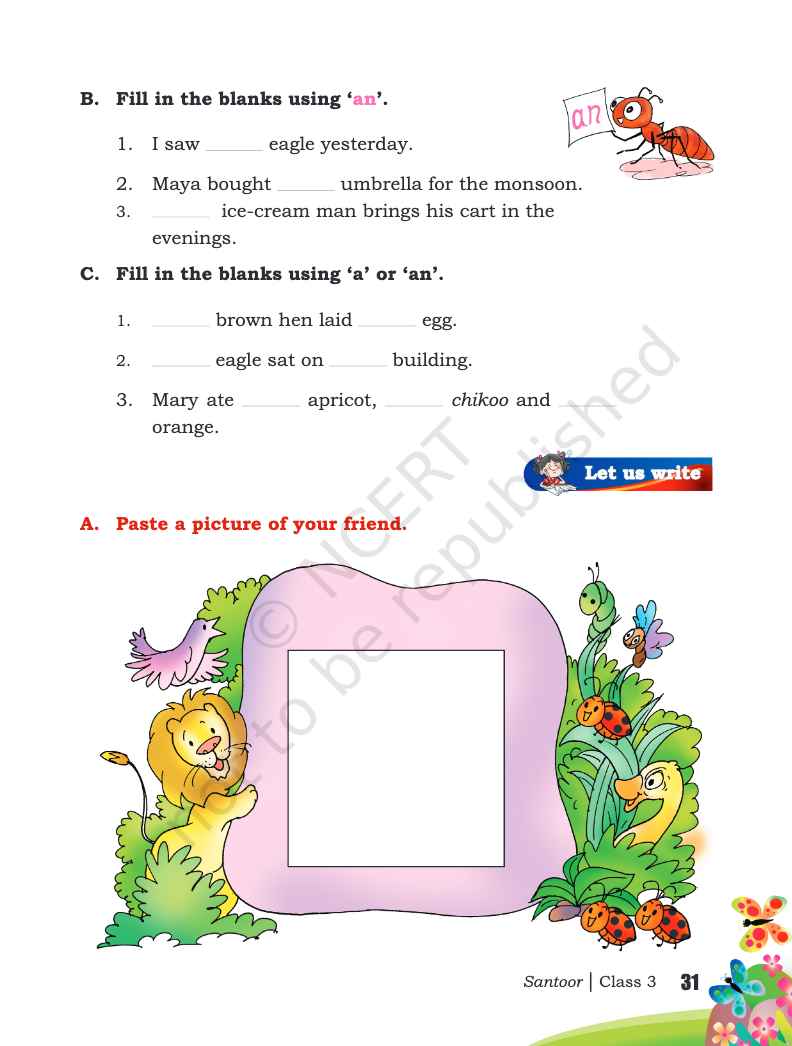 B. Fill in the blanks using ‘an’.
an
1. I saw ______ eagle yesterday.
2. Maya bought ______ umbrella for the monsoon.
3. ______ ice-cream man brings his cart in the
evenings.
C. Fill in the blanks using ‘a’ or ‘an’.
1. ______ brown hen laid ______ egg.
2. ______ eagle sat on ______ building.
3. Mary ate ______ apricot, ______ chikoo and ______
orange.
Let us write
A. Paste a picture of your friend.
© NCERT
not to be republished
Santoor | Class 3 31